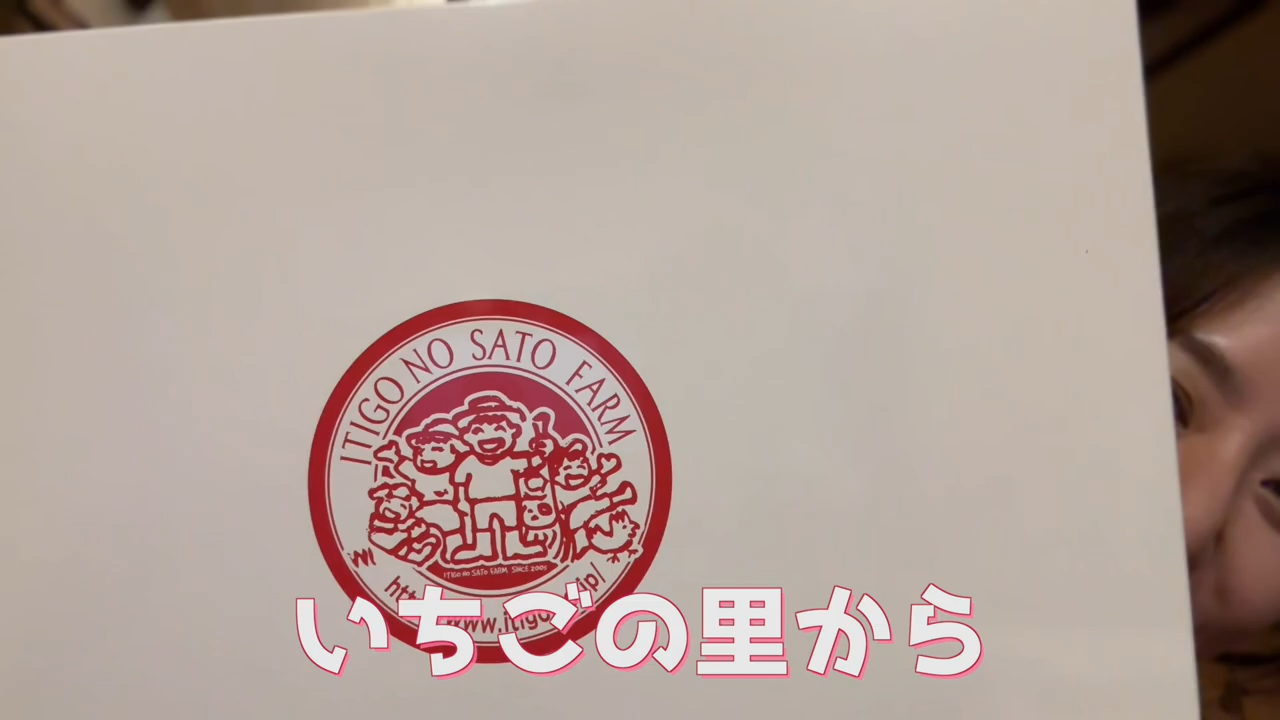 ITIGO NO SATO FARM
ITIGO NO SATO FARM SINCE 2005
いちごの里から